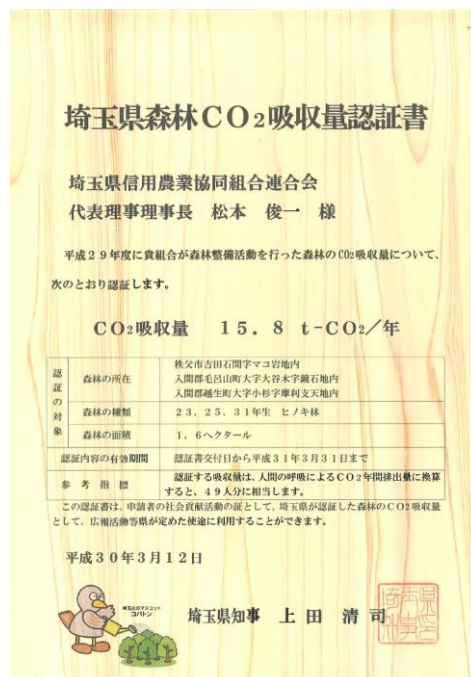 埼玉県森林CO2吸収量認証書
埼玉県信用農業協同組合連合会
代表理事理事長 松本 俊一 様
平成29年度に貴組合が森林整備活動を行った森林のCO2吸収量について、
次のとおり認証します。
CO2吸収量 15.8 t-CO2/年
認証の対象
森林の所在
秩父市吉田石間字マコ岩地内
入間郡毛呂山町大字大谷木字鏡石地内
入間郡越生町大字小杉字摩利支天地内
森林の種類 23、25、31年生 ヒノキ林
森林の面積 1.6ヘクタール
認証内容の有効期間 認証書交付日から平成31年3月31日まで
参考指標
認証する吸収量は、人間の呼吸によるCO2年間排出量に換算
すると、49人分に相当します。
この認証書は、申請者の社会貢献活動の証として、埼玉県が認証した森林のCO2吸収量
として、広報活動等県が定めた使途に利用することができます。
平成30年3月12日
埼玉県のマスコット
コバトン
埼玉県知事 上田 清司